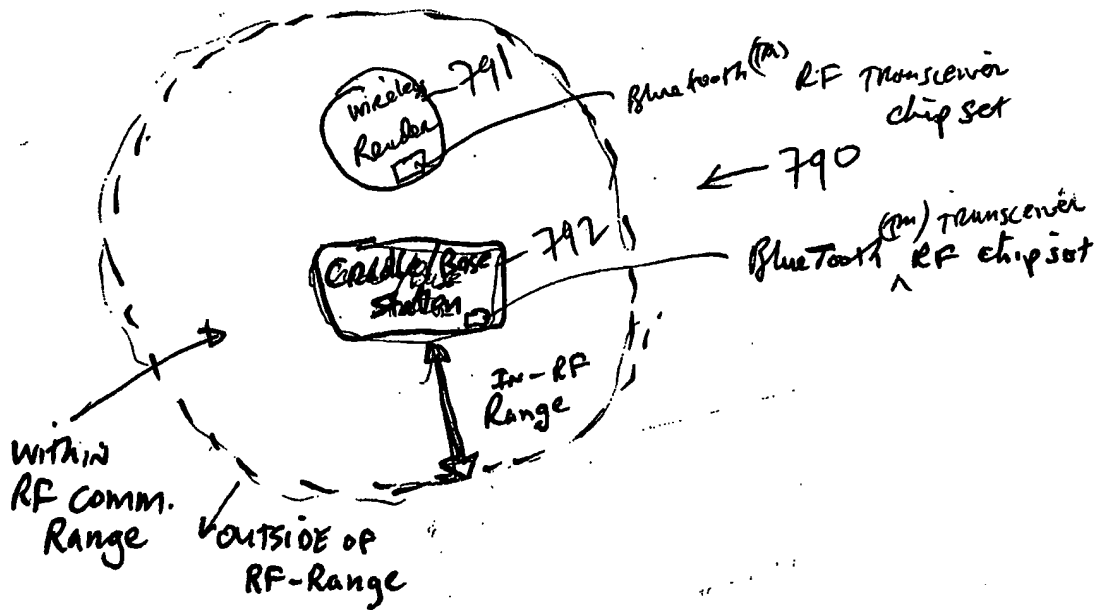 Wireless
Reader
791
BlueTooth (TM) RF Transceiver
chip set
790
Cradle/Base
Station
792
BlueTooth (TM) Transceiver
^ RF chipset
In-RF
Range
Within
RF Comm.
Range
Outside of
RF-Range